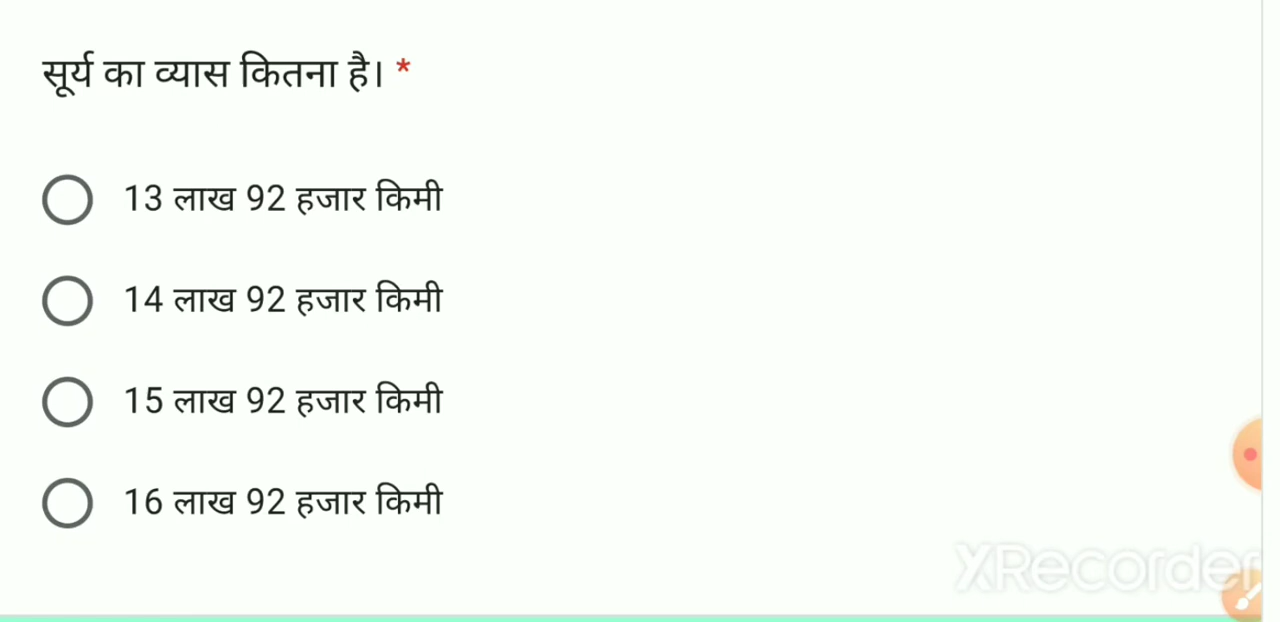 सूर्य का व्यास कितना है। *
13 लाख 92 हजार किमी
14 लाख 92 हजार किमी
15 लाख 92 हजार किमी
16 लाख 92 हजार किमी
XRecorder